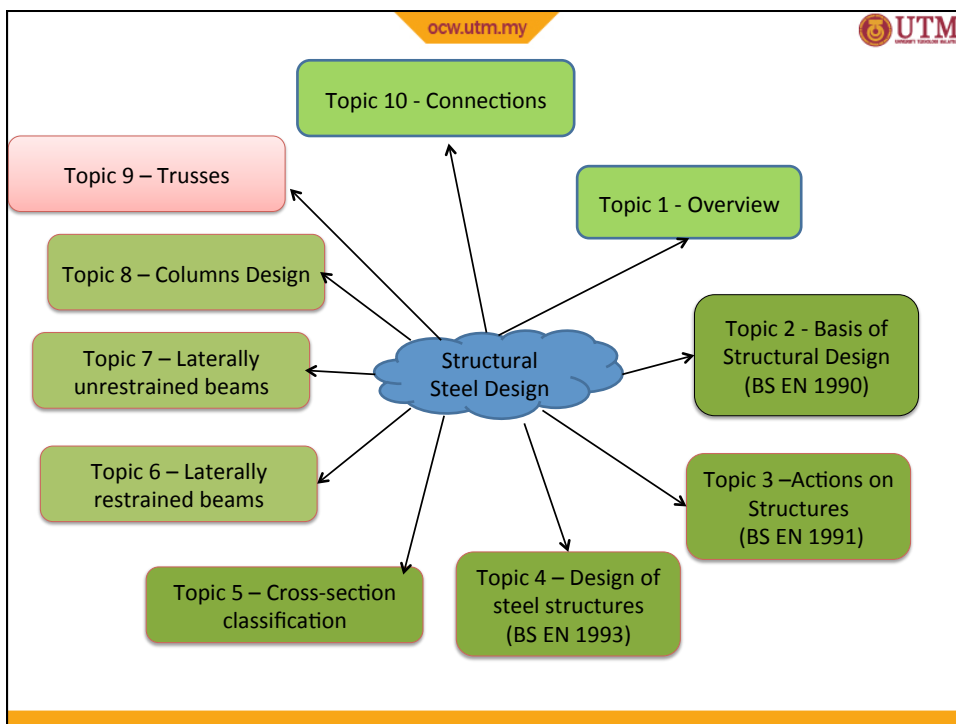 ocw.utm.my
UTM
Topic 10 - Connections
Topic 9 – Trusses
Topic 1 - Overview
Topic 8 – Columns Design
Topic 2 - Basis of
Structural Design
(BS EN 1990)
Topic 7 – Laterally
unrestrained beams
Structural
Steel Design
Topic 6 – Laterally
restrained beams
Topic 3 –Actions on
Structures
(BS EN 1991)
Topic 5 – Cross-section
classification
Topic 4 – Design of
steel structures
(BS EN 1993)